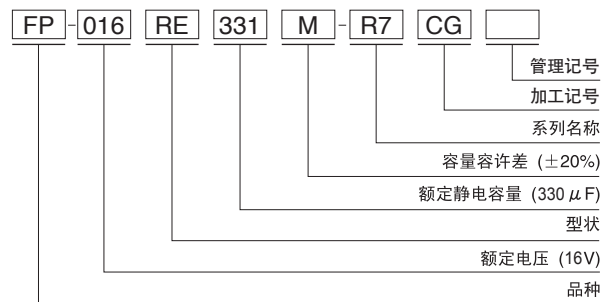 FP-016 RE 331 M-R7 CG
管理记号
加工记号
系列名称
容量容许差 (±20%)
额定静电容量 (330 μF)
型状
额定电压 (16V)
品种